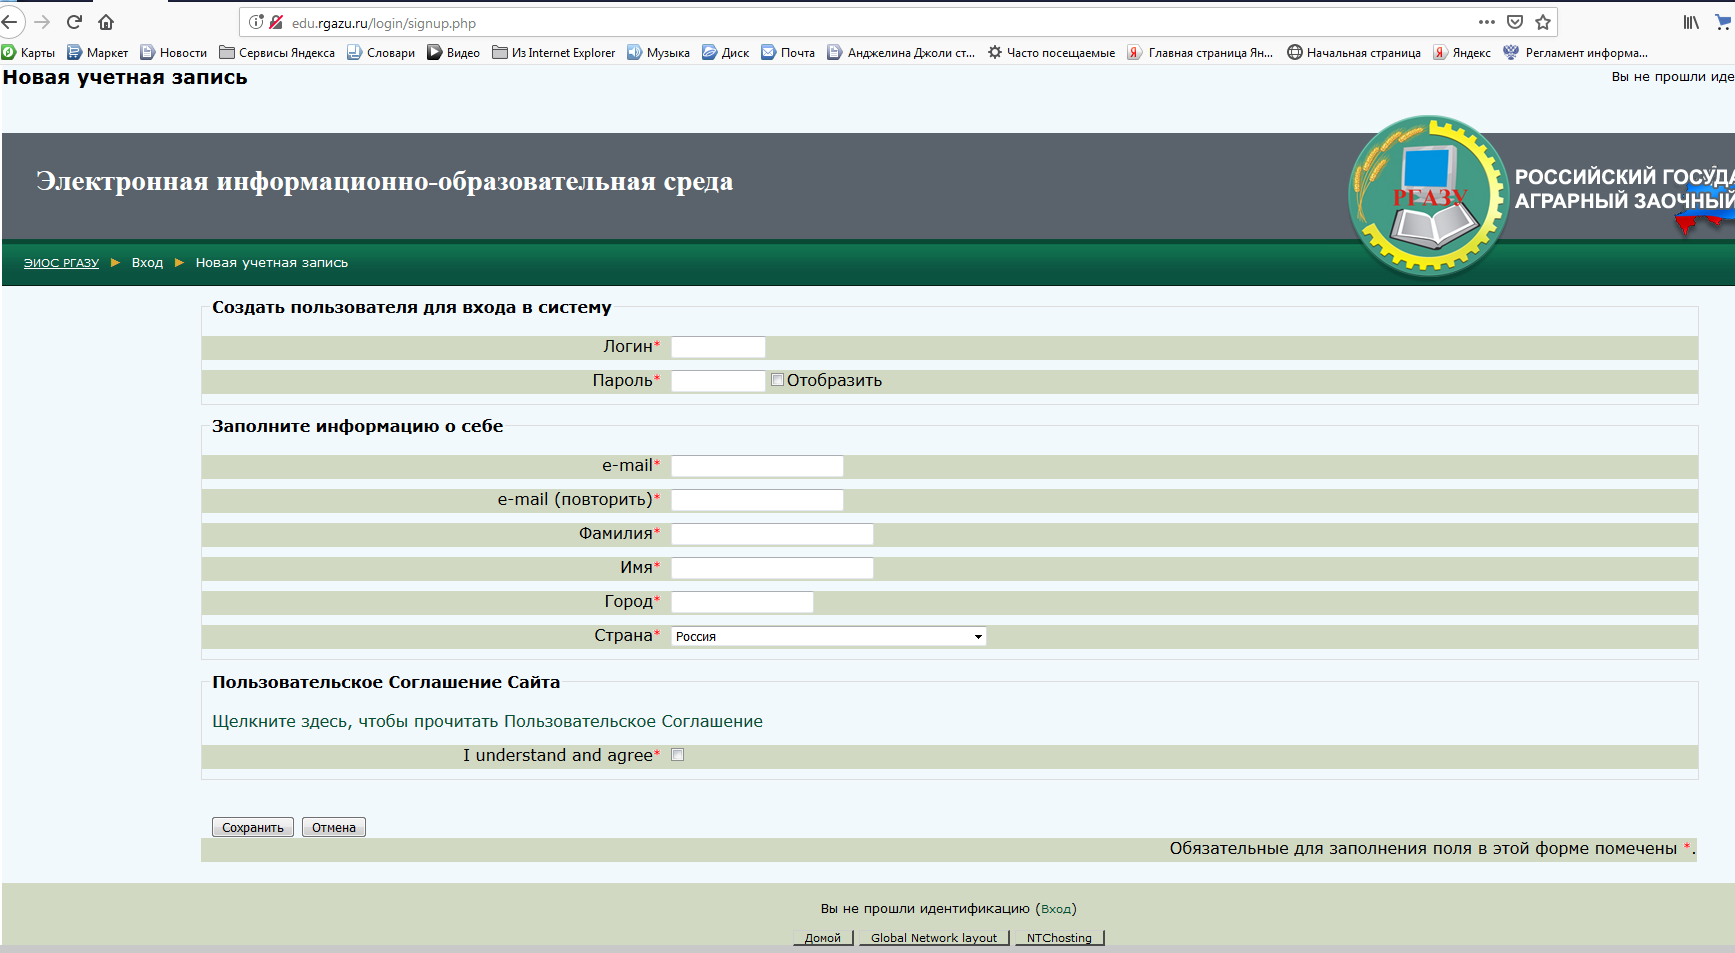 edu.rgazu.ru/login/signup.php
Карты Маркет Новости Сервисы Яндекса Словари Видео Из Internet Explorer Музыка Диск Почта Анджелина Джоли ст... Часто посещаемые Главная страница Ян... Начальная страница Яндекс Регламент информа...
Новая учетная запись
Вы не прошли иде
Электронная информационно-образовательная среда
РГАЗУ
РОССИЙСКИЙ ГОСУДА
АГРАРНЫЙ ЗАОЧНЫЙ
ЭИОС РГАЗУ ► Вход ► Новая учетная запись
Создать пользователя для входа в систему
Логин*
Пароль* Отобразить
Заполните информацию о себе
e-mail*
e-mail (повторить)*
Фамилия*
Имя*
Город*
Страна* Россия
Пользовательское Соглашение Сайта
Щелкните здесь, чтобы прочитать Пользовательское Соглашение
I understand and agree*
Сохранить Отмена
Обязательные для заполнения поля в этой форме помечены *.
Вы не прошли идентификацию (Вход)
Домой Global Network layout NTChosting